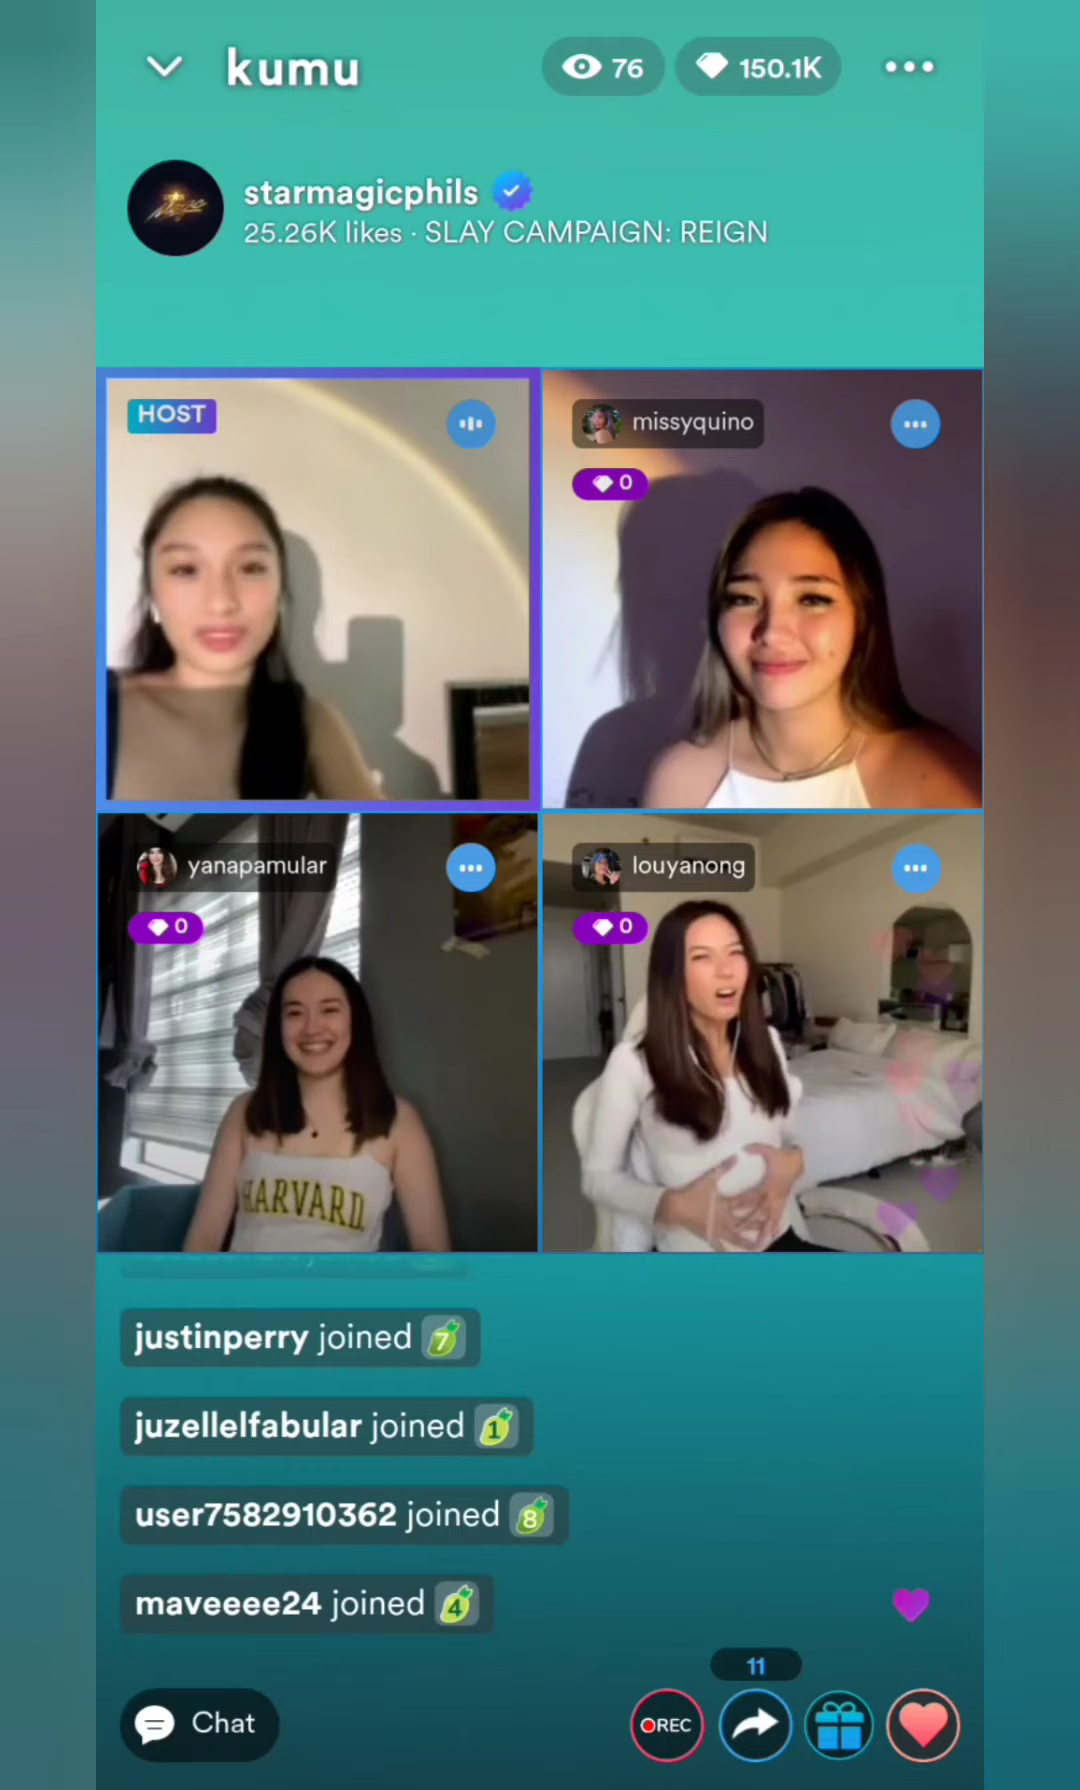 kumu
76
150.1K
starmagicphils
25.26K likes · SLAY CAMPAIGN: REIGN
HOST
missyquino
0
yanapamular
0
louyanong
0
HARVARD
justinperry joined 7
juzellelfabular joined 1
user7582910362 joined 8
maveeee24 joined 4
11
Chat
REC